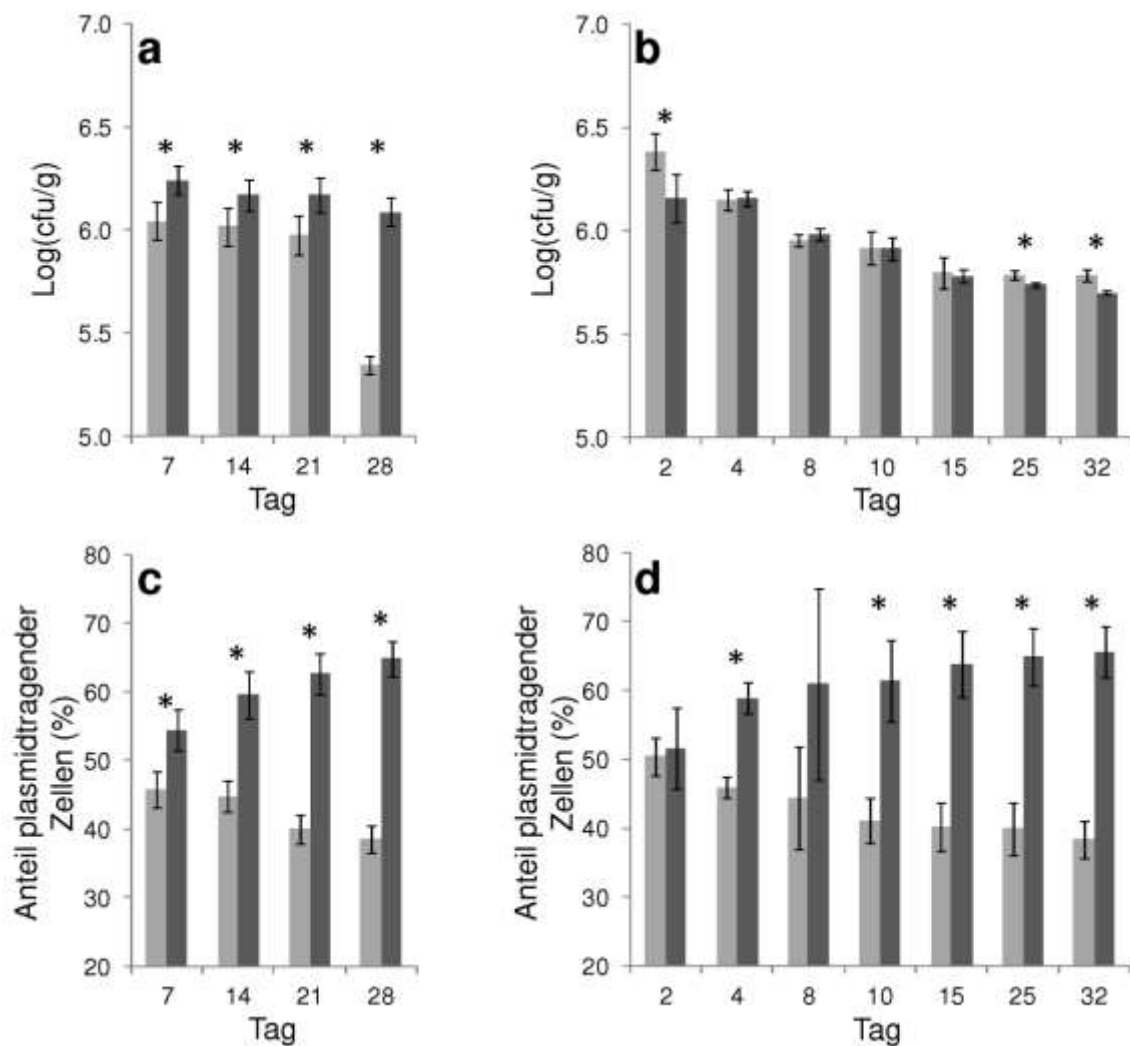 a
7.0
6.5
6.0
5.5
5.0
Log(cfu/g)
* * * *
7 14 21 28
Tag
b
7.0
6.5
6.0
5.5
5.0
Log(cfu/g)
* * *
2 4 8 10 15 25 32
Tag
c
80
70
60
50
40
30
20
Anteil plasmidtragender
Zellen (%)
* * * *
7 14 21 28
Tag
d
80
70
60
50
40
30
20
Anteil plasmidtragender
Zellen (%)
* * * * *
2 4 8 10 15 25 32
Tag